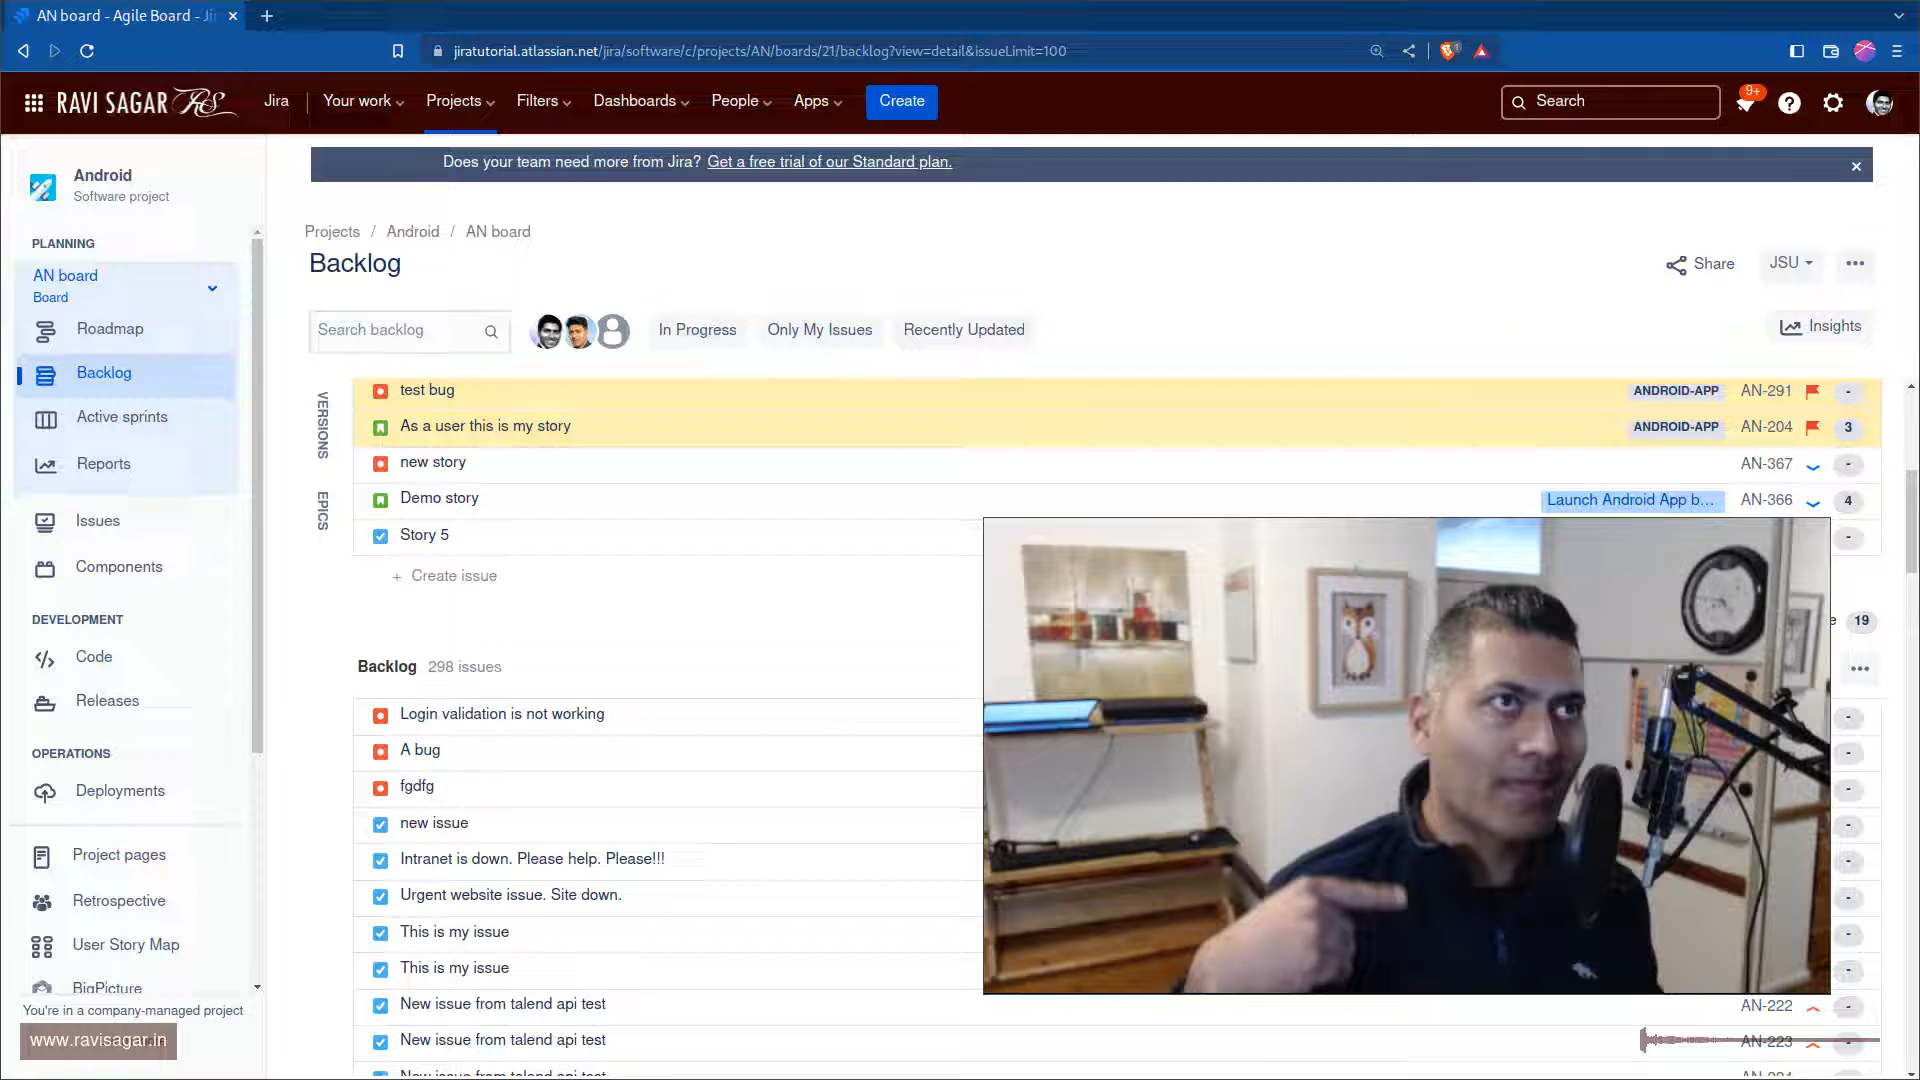 AN board - Agile Board - Ji
jiratutorial.atlassian.net/jira/software/c/projects/AN/boards/21/backlog?view=detail&issueLimit=100
RAVI SAGAR RS
Jira
Your work
Projects
Filters
Dashboards
People
Apps
Create
Search
9+
Does your team need more from Jira? Get a free trial of our Standard plan.
Android
Software project
PLANNING
AN board
Board
Roadmap
Backlog
Active sprints
Reports
Issues
Components
DEVELOPMENT
Code
Releases
OPERATIONS
Deployments
Project pages
Retrospective
User Story Map
BigPicture
You're in a company-managed project
www.ravisagar.in
Projects / Android / AN board
Backlog
Share
JSU
Search backlog
In Progress
Only My Issues
Recently Updated
Insights
VERSIONS
EPICS
test bug ANDROID-APP AN-291 -
As a user this is my story ANDROID-APP AN-204 3
new story AN-367 -
Demo story Launch Android App b... AN-366 4
Story 5 -
+ Create issue
e 19
Backlog 298 issues
Login validation is not working -
A bug -
fgdfg -
new issue -
Intranet is down. Please help. Please!!! -
Urgent website issue. Site down. -
This is my issue -
This is my issue -
New issue from talend api test AN-222 -
New issue from talend api test AN-223 -